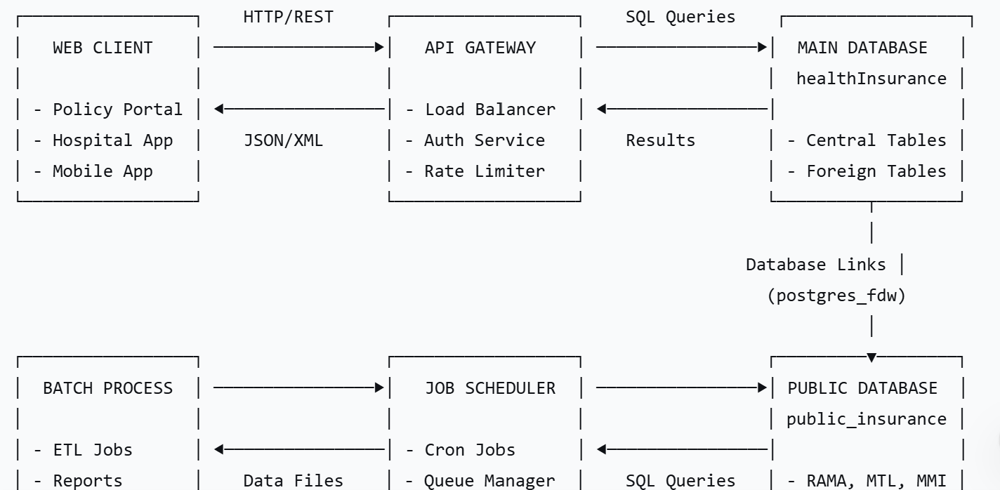 HTTP/REST SQL Queries
WEB CLIENT API GATEWAY MAIN DATABASE
healthInsurance
- Policy Portal - Load Balancer
- Hospital App JSON/XML - Auth Service Results - Central Tables
- Mobile App - Rate Limiter - Foreign Tables
Database Links
(postgres_fdw)
BATCH PROCESS JOB SCHEDULER PUBLIC DATABASE
public_insurance
- ETL Jobs - Cron Jobs
- Reports Data Files - Queue Manager SQL Queries - RAMA, MTL, MMI